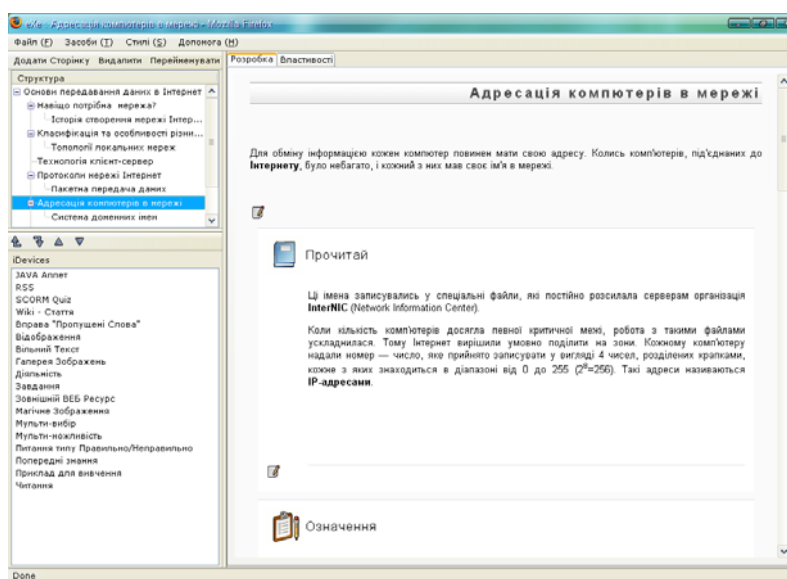 eXe : Адресація комп'ютерів в мережі - Mozilla Firefox
Файл (F) Засоби (T) Стилі (S) Допомога (H)
Додати Сторінку Видалити Перейменувати
Розробка Властивості
Структура
Основи передавання даних в Інтернет
Навіщо потрібна мережа?
Історія створення мережі Інтер...
Класифікація та особливості різни...
Топології локальних мереж
Технологія клієнт-сервер
Протоколи мережі Інтернет
Пакетна передача даних
Адресація компютерів в мережі
Система доменних імен
iDevices
JAVA Апплет
RSS
SCORM Quiz
Wiki - Стаття
Вправа "Пропущені Слова"
Відображення
Вільний Текст
Галерея Зображень
Діяльність
Завдання
Зовнішній ВЕБ Ресурс
Магічне Зображення
Мульти-вибір
Мульти-можливість
Питання типу Правильно/Неправильно
Попередні знання
Приклад для вивчення
Читання
Адресація компютерів в мережі
Для обміну інформацією кожен комп'ютер повинен мати свою адресу. Колись комп'ютерів, під'єднаних до
Інтернету, було небагато, і кожний з них мав своє ім'я в мережі.
Прочитай
Ці імена записувались у спеціальні файли, які постійно розсилала серверам організація
InterNIC (Network Information Center).
Коли кількість комп'ютерів досягла певної критичної межі, робота з такими файлами
ускладнилася. Тому Інтернет вирішили умовно поділити на зони. Кожному комп'ютеру
надали номер — число, яке прийнято записувати у вигляді 4 чисел, розділених крапками,
кожне з яких знаходиться в діапазоні від 0 до 255 (2⁸=256). Такі адреси називаються
IP-адресами.
Означення
Done